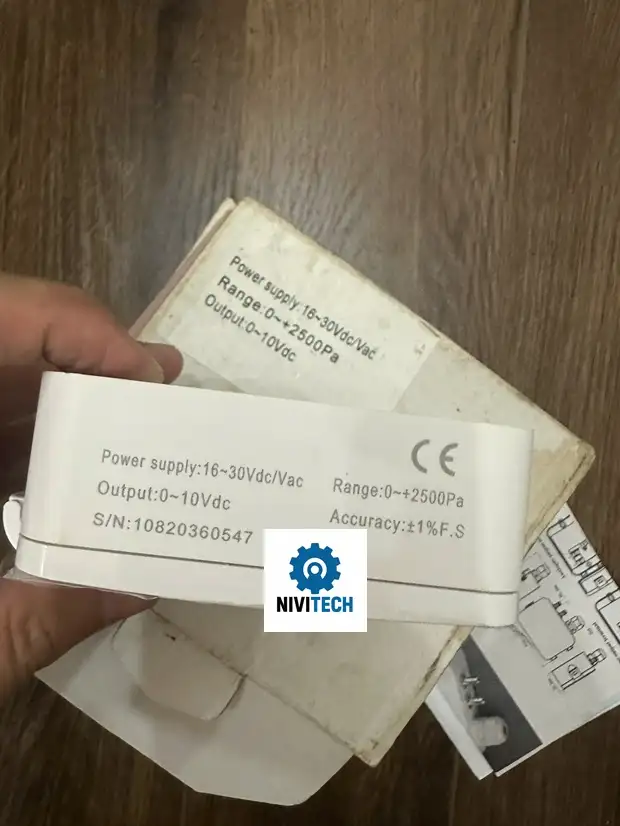 Power supply:16~30Vdc/Vac
Range:0~+2500Pa
Output:0~10Vdc
CE
Power supply:16~30Vdc/Vac
Range:0~+2500Pa
Output:0~10Vdc
Accuracy:±1%F.S
S/N:10820360547
NIVITECH